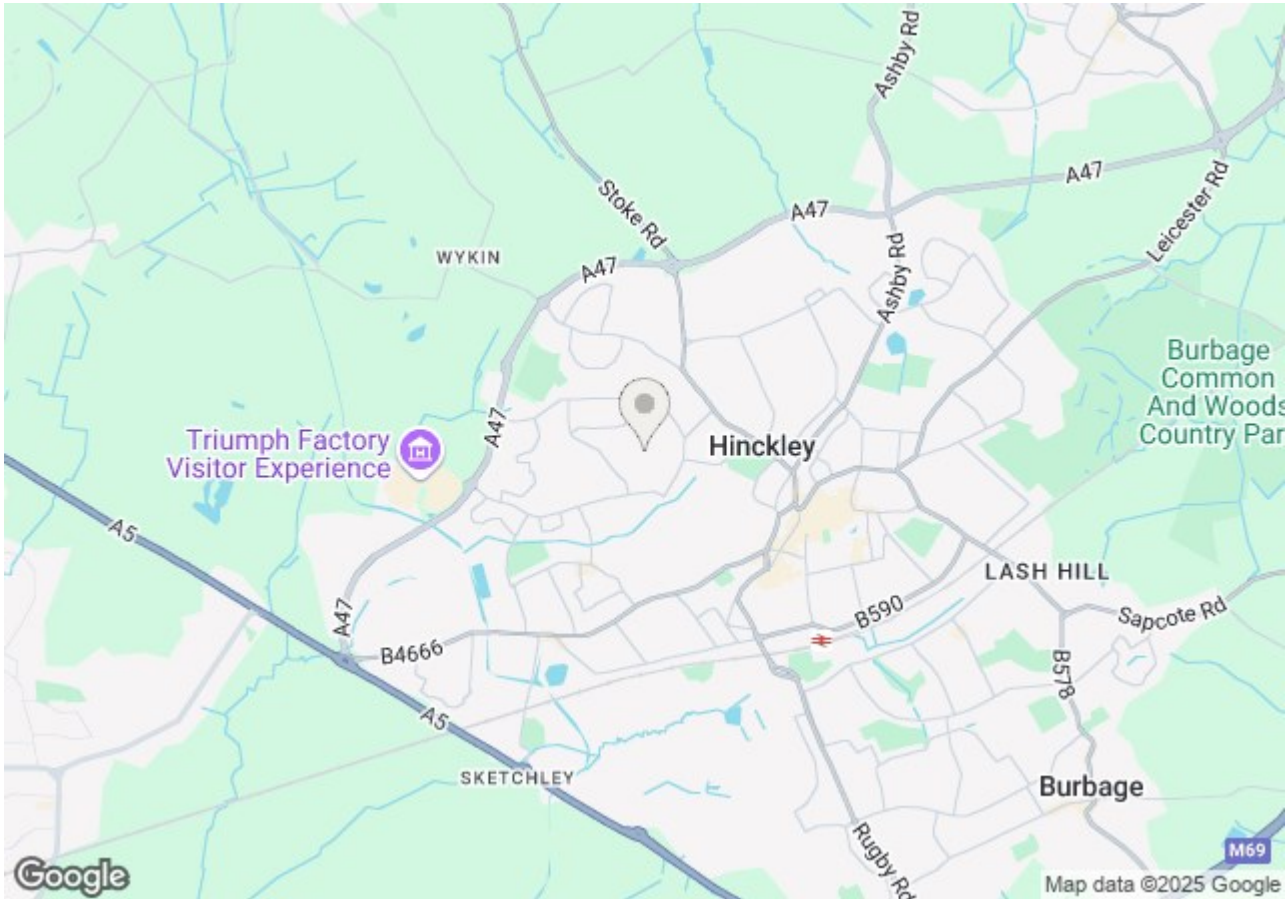 Ashby Rd
A47
Leicester Rd
Stoke Rd
A47
WYKIN
A47
Ashby Rd
Burbage
Common
And Woods
Country Par
A47
Triumph Factory
Visitor Experience
Hinckley
A5
LASH HILL
A47
B590
Sapcote Rd
B4666
B578
A5
SKETCHLEY
Burbage
Rugby Rd
M69
Google
Map data ©2025 Google